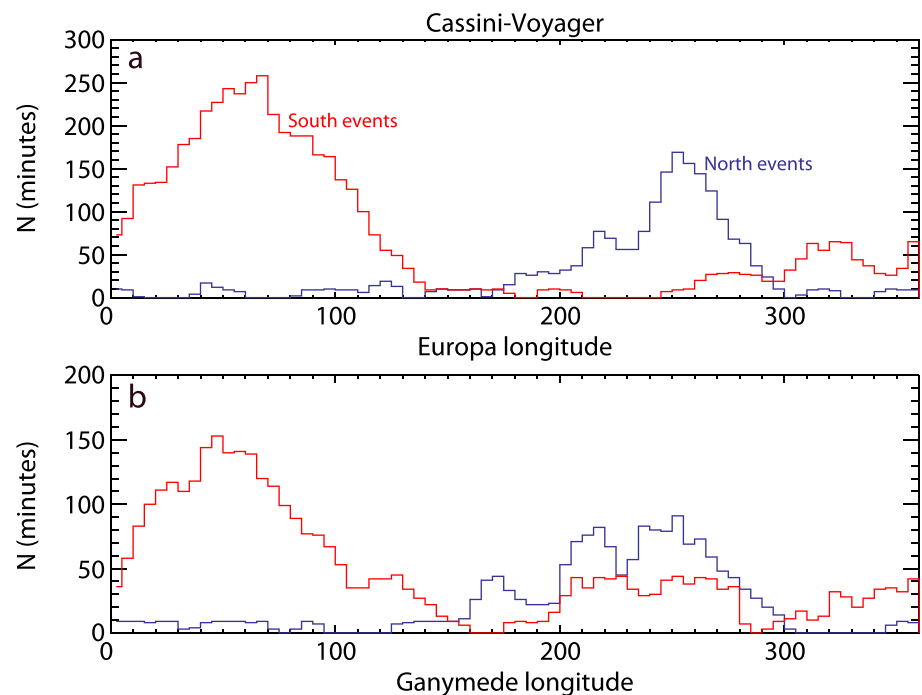 Cassini-Voyager
a
South events
North events
N (minutes)
300
250
200
150
100
50
0
0 100 200 300
Europa longitude
b
N (minutes)
200
150
100
50
0
0 100 200 300
Ganymede longitude